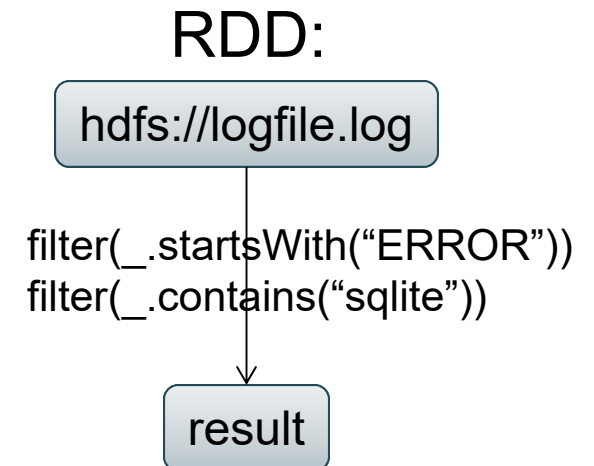 RDD:
hdfs://logfile.log
filter(_.startsWith(“ERROR”))
filter(_.contains(“sqlite”))
result